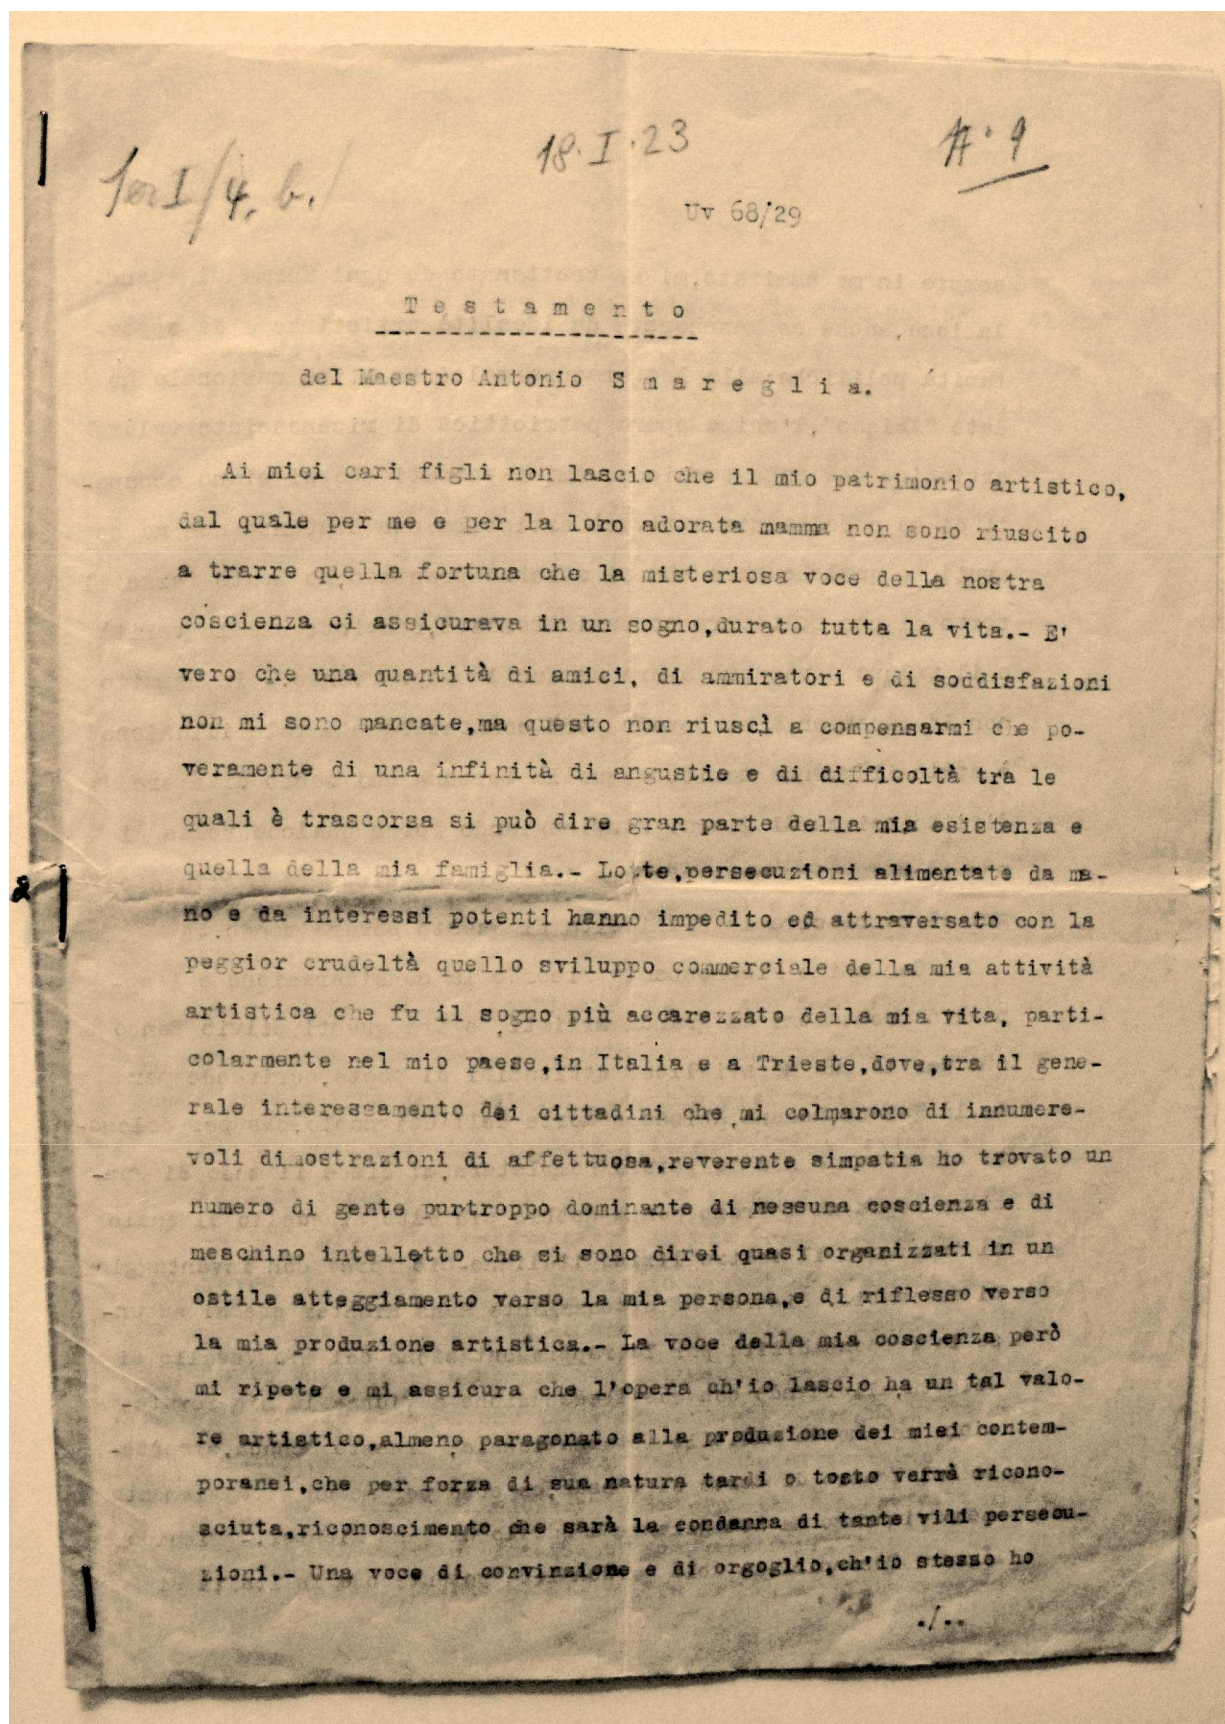 18.I.23
N.º 9
I/4. b.
Uv 68/29
Testamento
del Maestro Antonio Smareglia.
Ai miei cari figli non lascio che il mio patrimonio artistico,
dal quale per me e per la loro adorata mamma non sono riuscito
a trarre quella fortuna che la misteriosa voce della nostra
coscienza ci assicurava in un sogno,durato tutta la vita.- E'
vero che una quantità di amici, di ammiratori e di soddisfazioni
non mi sono mancate,ma questo non riuscì a compensarmi che po-
veramente di una infinità di angustie e di difficoltà tra le
quali è trascorsa si può dire gran parte della mia esistenza e
quella della mia famiglia.- Lotte,persecuzioni alimentate da ma-
no e da interessi potenti hanno impedito ed attraversato con la
peggior crudeltà quello sviluppo commerciale della mia attività
artistica che fu il sogno più accarezzato della mia vita, parti-
colarmente nel mio paese,in Italia e a Trieste,dove,tra il gene-
rale interessamento dei cittadini che mi colmarono di innumere-
voli dimostrazioni di affettuosa,reverente simpatia ho trovato un
numero di gente purtroppo dominante di nessuna coscienza e di
meschino intelletto che si sono direi quasi organizzati in un
ostile atteggiamento verso la mia persona,e di riflesso verso
la mia produzione artistica.- La voce della mia coscienza però
mi ripete e mi assicura che l'opera ch'io lascio ha un tal valo-
re artistico,almeno paragonato alla produzione dei miei contem-
poranei,che per forza di sua natura tardi o tosto verrà ricono-
sciuta,riconoscimento che sarà la condanna di tante vili persecu-
zioni.- Una voce di convinzione e di orgoglio,ch'io stesso ho
./..